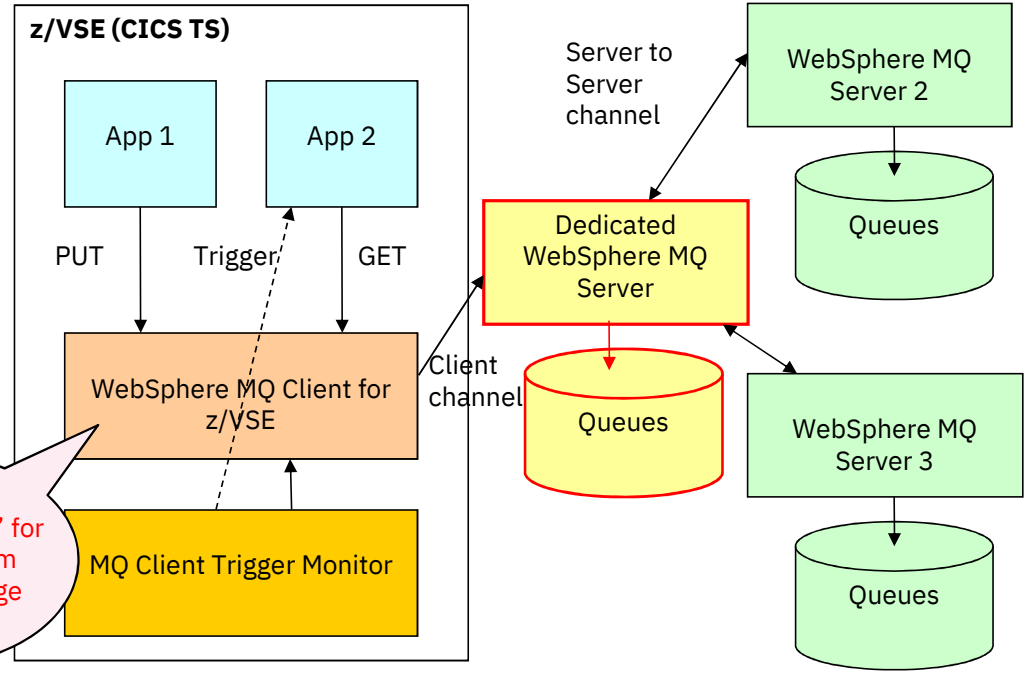 z/VSE (CICS TS)
App 1
App 2
PUT
Trigger
GET
WebSphere MQ Client for
z/VSE
MQ Client Trigger Monitor
for
Client
channel
Server to
Server
channel
Dedicated
WebSphere MQ
Server
Queues
WebSphere MQ
Server 2
Queues
WebSphere MQ
Server 3
Queues